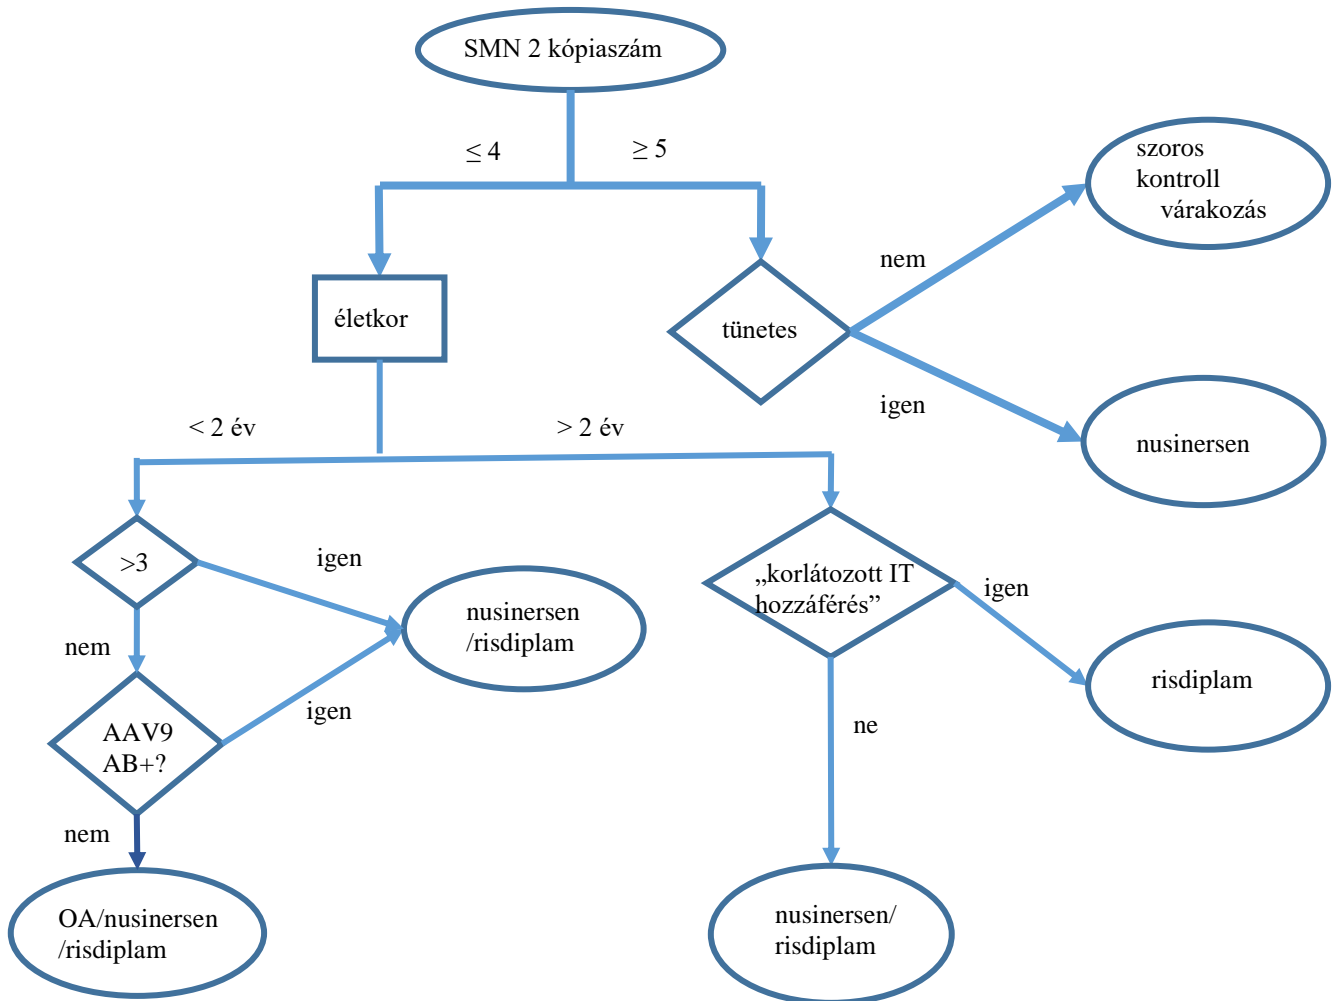 SMN 2 kópiaszám
≤ 4
≥ 5
szoros
kontroll
várakozás
nem
életkor
tünetes
igen
nusinersen
< 2 év
> 2 év
>3
igen
nusinersen
/risdiplam
„korlátozott IT
hozzáférés”
igen
risdiplam
nem
AAV9
AB+?
igen
ne
nem
OA/nusinersen
/risdiplam
nusinersen/
risdiplam